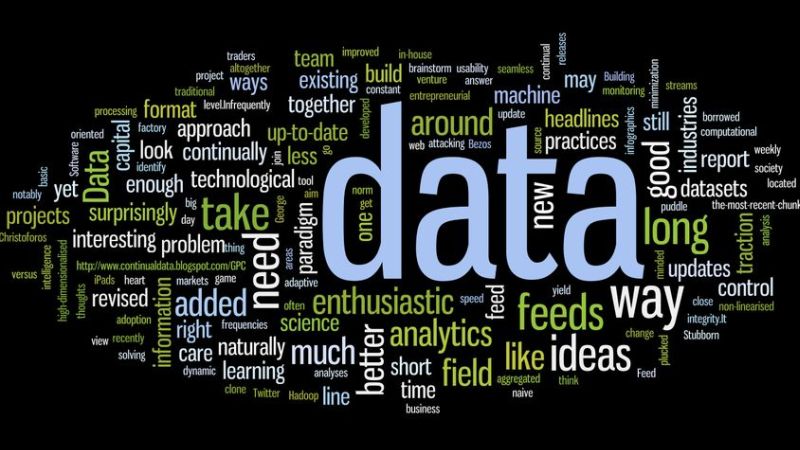 traders
altogether
team
improved
in-house
continual
releases
project
ways
existing
build
constant
brainstorm
usability
answer
seamless
venture
entrepreneurial
machine
may
Building
monitoring
minimization
streams
traditional
processing
format
level.Infrequently
together
developed
update
headlines
infographics
still
borrowed
computational
oriented
factory
capital
approach
up-to-date
go
around
source
practices
industries
web
attacking
Bezos
weekly
society
Software
basic
Data
look
continually
join
less
good
report
identify
yet
enough
technological
tool
data
new
datasets
located
notably
big
day
take
George
aim
norm
get
one
puddle
the-most-recent-chunk
projects
surprisingly
paradigm
long
Christoforos
interesting
problem
thing
need
areas
minded
traction
analysis
versus
intelligence
high-dimensionalised
http://www.continualdata.blogspot.com/GPC
adaptive
updates
thoughts
iPads
heart
markets
game
often
enthusiastic
speed
feed
yield
feeds
way
close
control
non-linearised
revised
information
added
adoption
right
frequencies
science
analytics
change
integrity.It
Stubborn
view
recently
solving
care
naturally
much
better
short
field
like
ideas
plucked
dynamic
learning
analyses
time
aggregated
think
Feed
clone
Twitter
Hadoop
line
business
naive